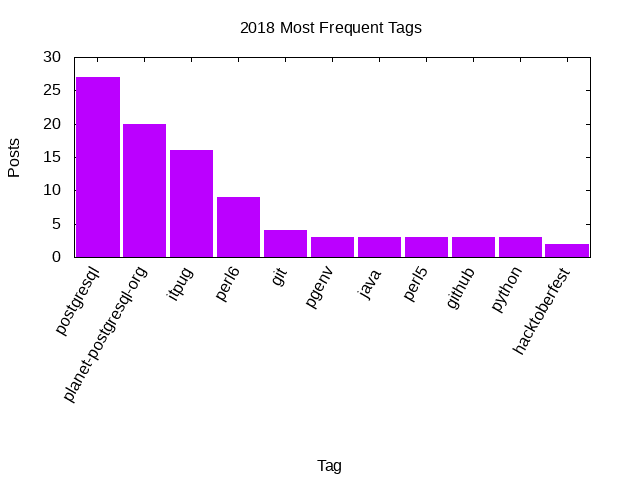 2018 Most Frequent Tags
Posts
30
25
20
15
10
5
0
postgresql
planet-postgresql-org
itpug
perl6
git
pgenv
java
perl5
github
python
hacktoberfest
Tag